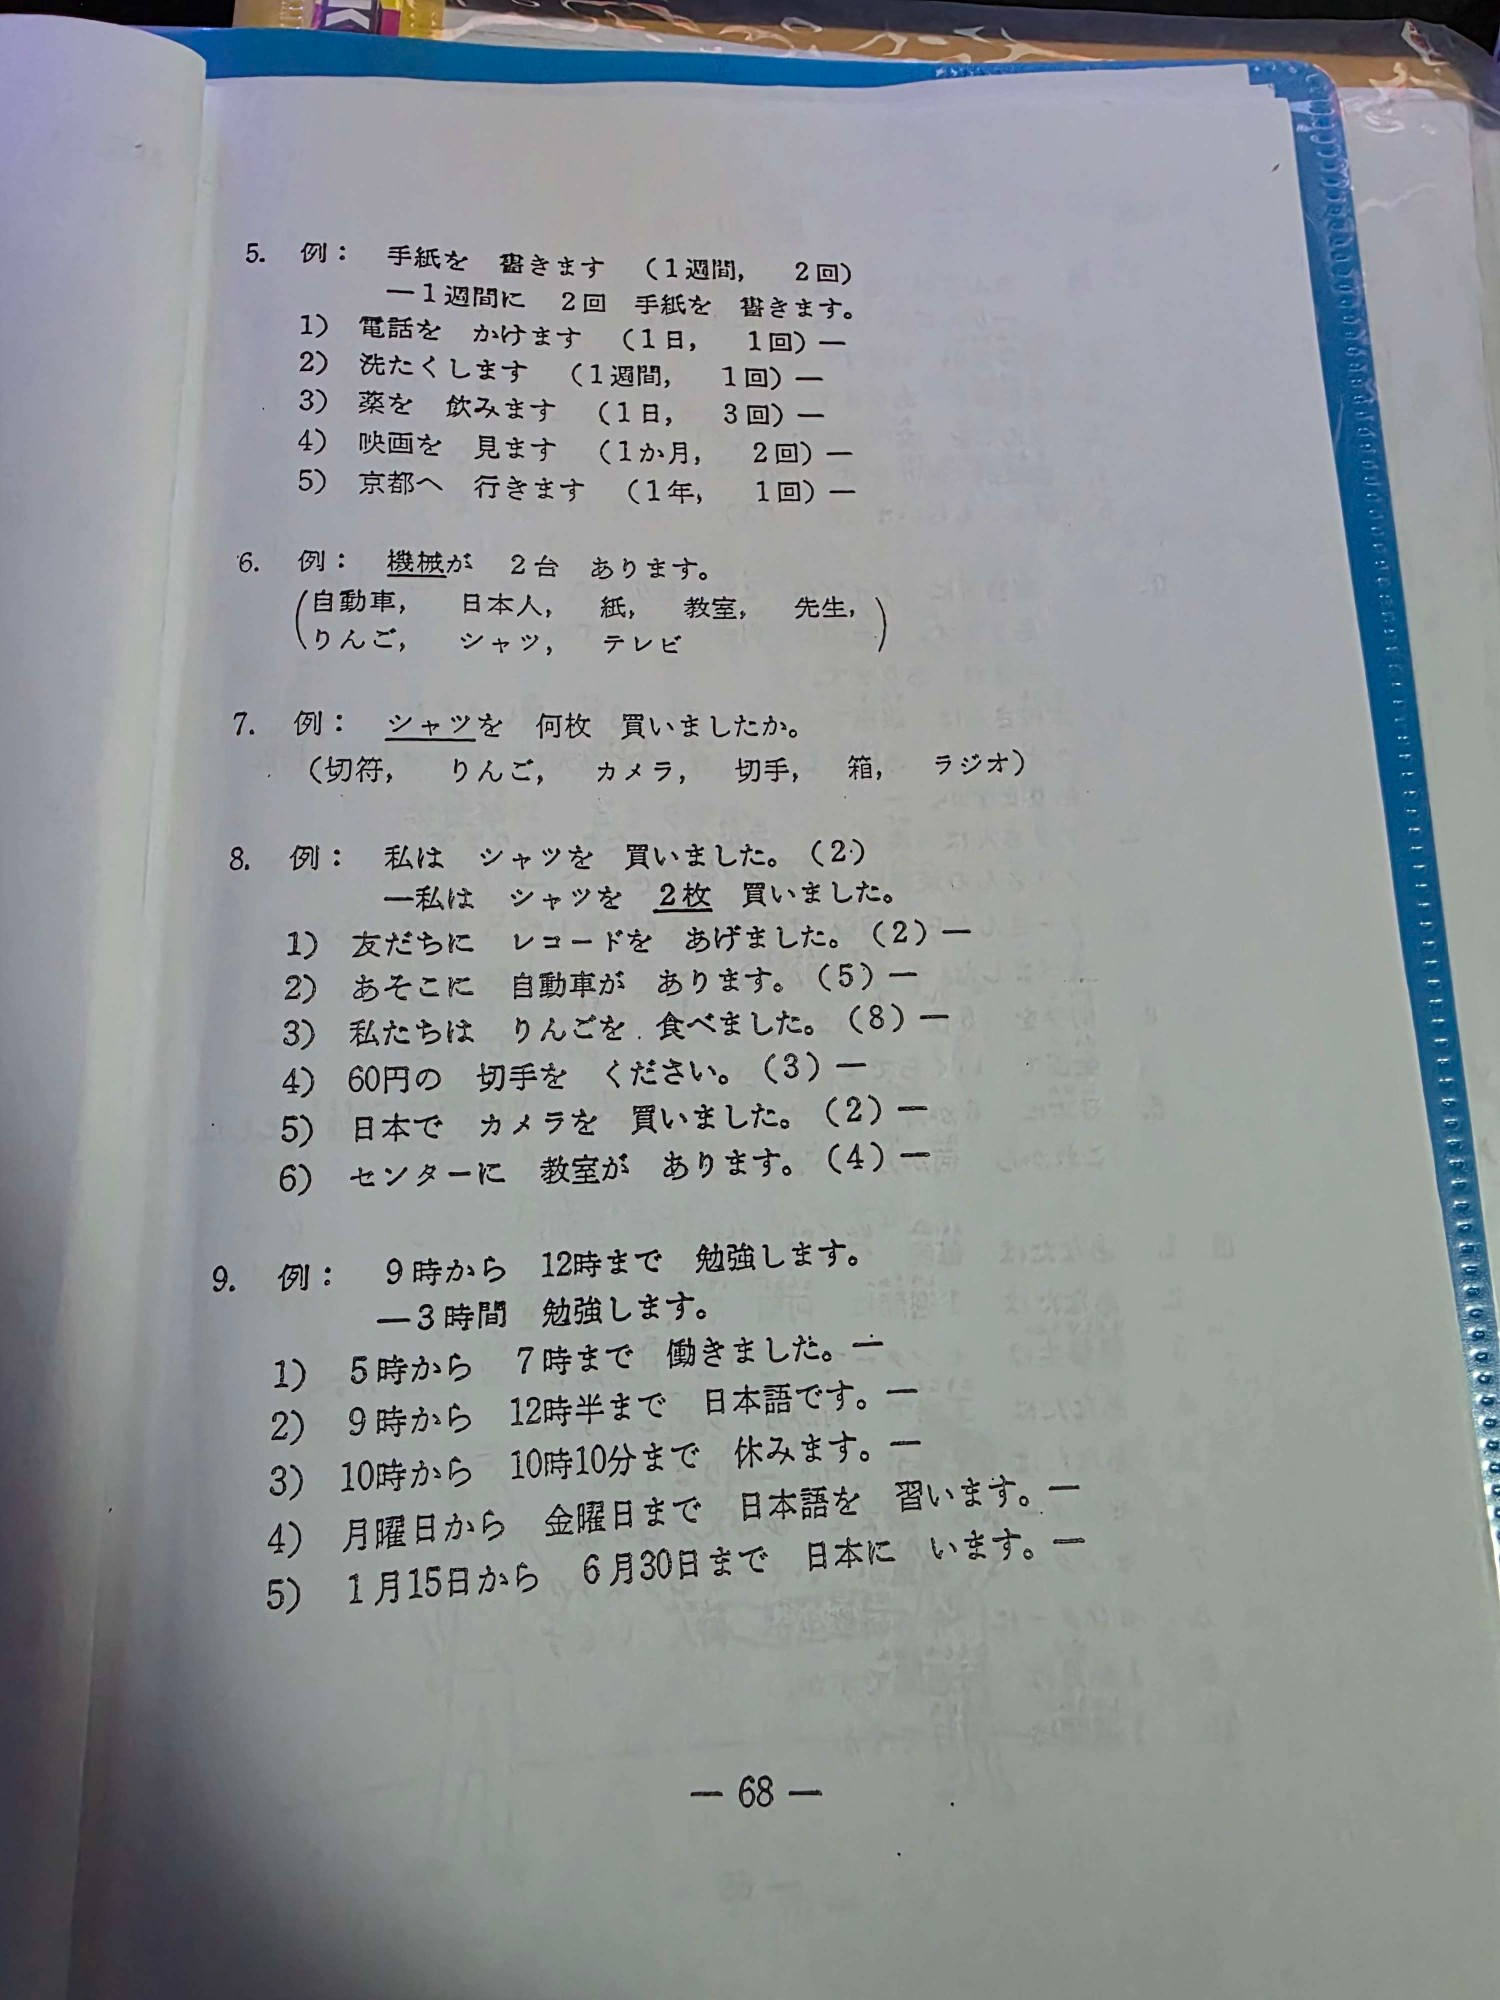 K
5. 例： 手紙を 書きます （1週間， 2回）
―1週間に 2回 手紙を 書きます。
1） 電話を かけます （1日， 1回）―
2） 洗たくします （1週間， 1回）―
3） 薬を 飲みます （1日， 3回）―
4） 映画を 見ます （1か月， 2回）―
5） 京都へ 行きます （1年， 1回）―
6. 例： 機械が 2台 あります。
（自動車， 日本人， 紙， 教室， 先生，
りんご， シャツ， テレビ）
7. 例： シャツを 何枚 買いましたか。
（切符， りんご， カメラ， 切手， 箱， ラジオ）
8. 例： 私は シャツを 買いました。（2）
―私は シャツを 2枚 買いました。
1） 友だちに レコードを あげました。（2）―
2） あそこに 自動車が あります。（5）―
3） 私たちは りんごを 食べました。（8）―
4） 60円の 切手を ください。（3）―
5） 日本で カメラを 買いました。（2）―
6） センターに 教室が あります。（4）―
9. 例： 9時から 12時まで 勉強します。
―3時間 勉強します。
1） 5時から 7時まで 働きました。―
2） 9時から 12時半まで 日本語です。―
3） 10時から 10時10分まで 休みます。―
4） 月曜日から 金曜日まで 日本語を 習います。―
5） 1月15日から 6月30日まで 日本に います。―
― 68 ―